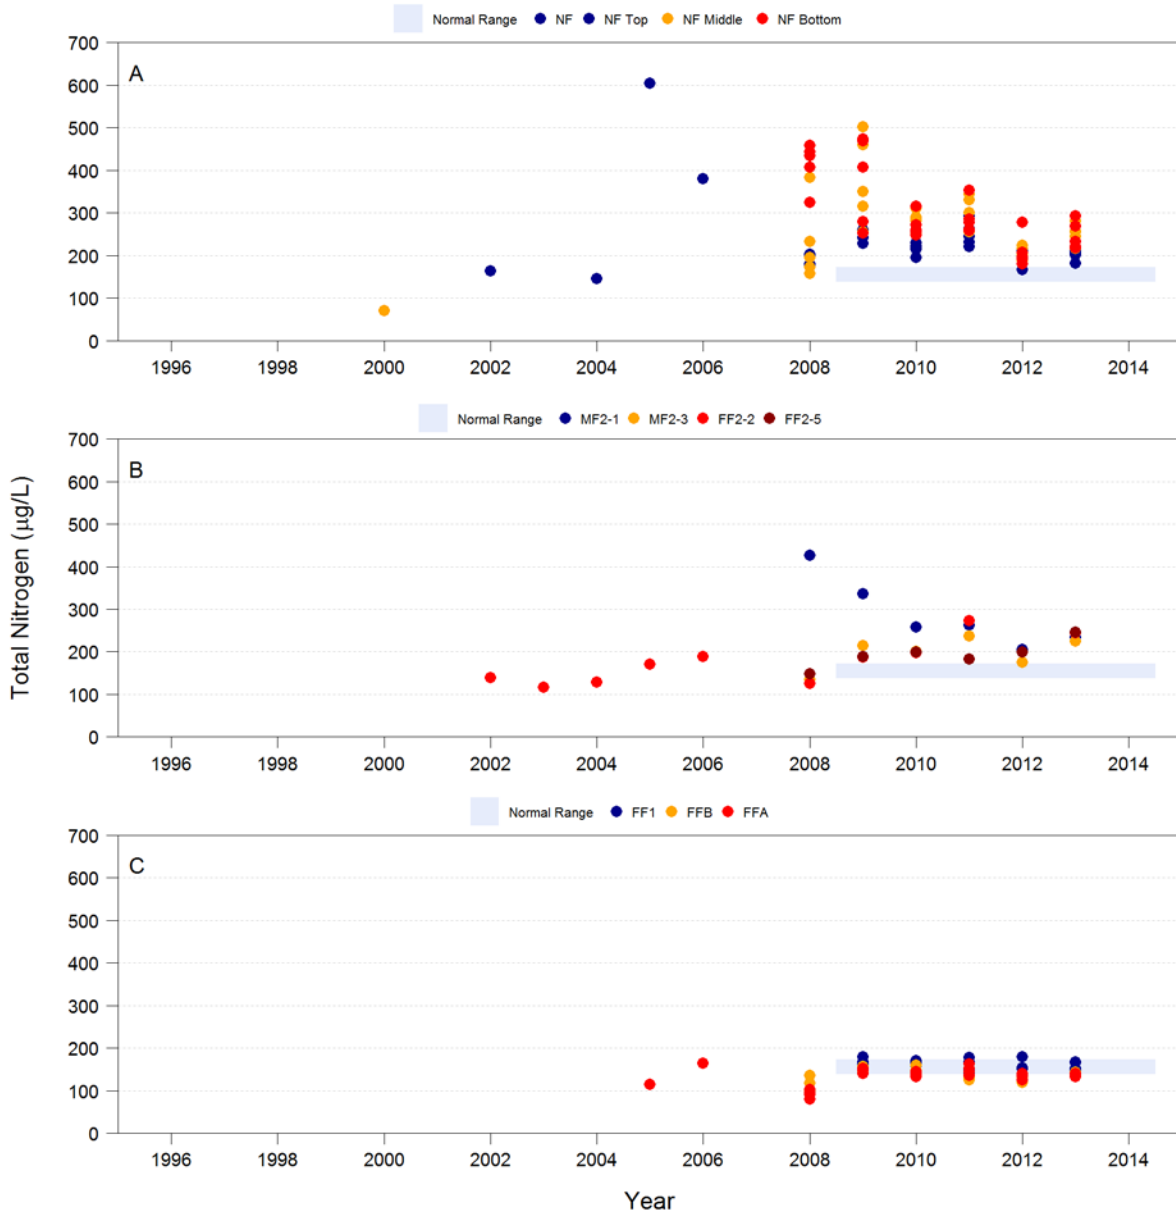 Normal Range NF NF Top NF Middle NF Bottom
A
700
600
500
400
300
200
100
0
1996 1998 2000 2002 2004 2006 2008 2010 2012 2014
Normal Range MF2-1 MF2-3 FF2-2 FF2-5
B
700
600
500
400
300
200
100
0
1996 1998 2000 2002 2004 2006 2008 2010 2012 2014
Total Nitrogen (μg/L)
Normal Range FF1 FFB FFA
C
700
600
500
400
300
200
100
0
1996 1998 2000 2002 2004 2006 2008 2010 2012 2014
Year